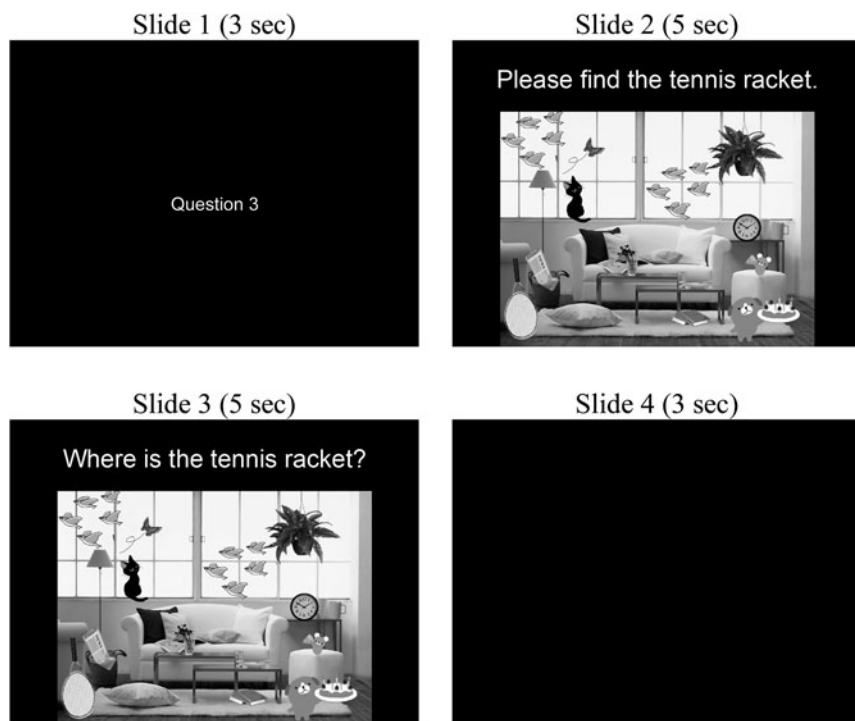 Slide 1 (3 sec)
Slide 2 (5 sec)
Question 3
Please find the tennis racket.
Slide 3 (5 sec)
Slide 4 (3 sec)
Where is the tennis racket?